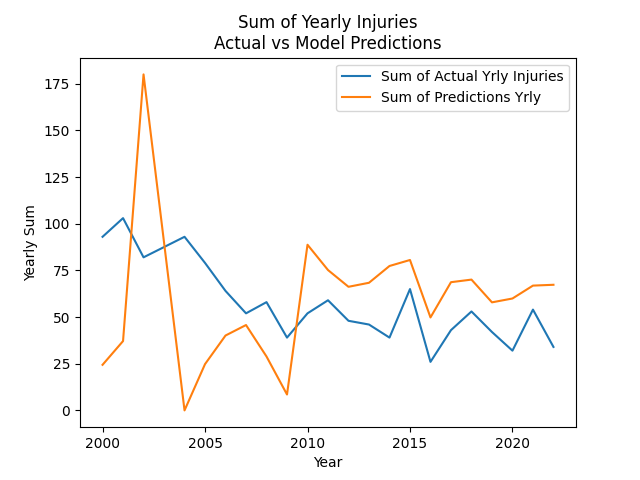 Sum of Yearly Injuries
Actual vs Model Predictions
Sum of Actual Yrly Injuries
Sum of Predictions Yrly
Yearly Sum
175
150
125
100
75
50
25
0
2000 2005 2010 2015 2020
Year